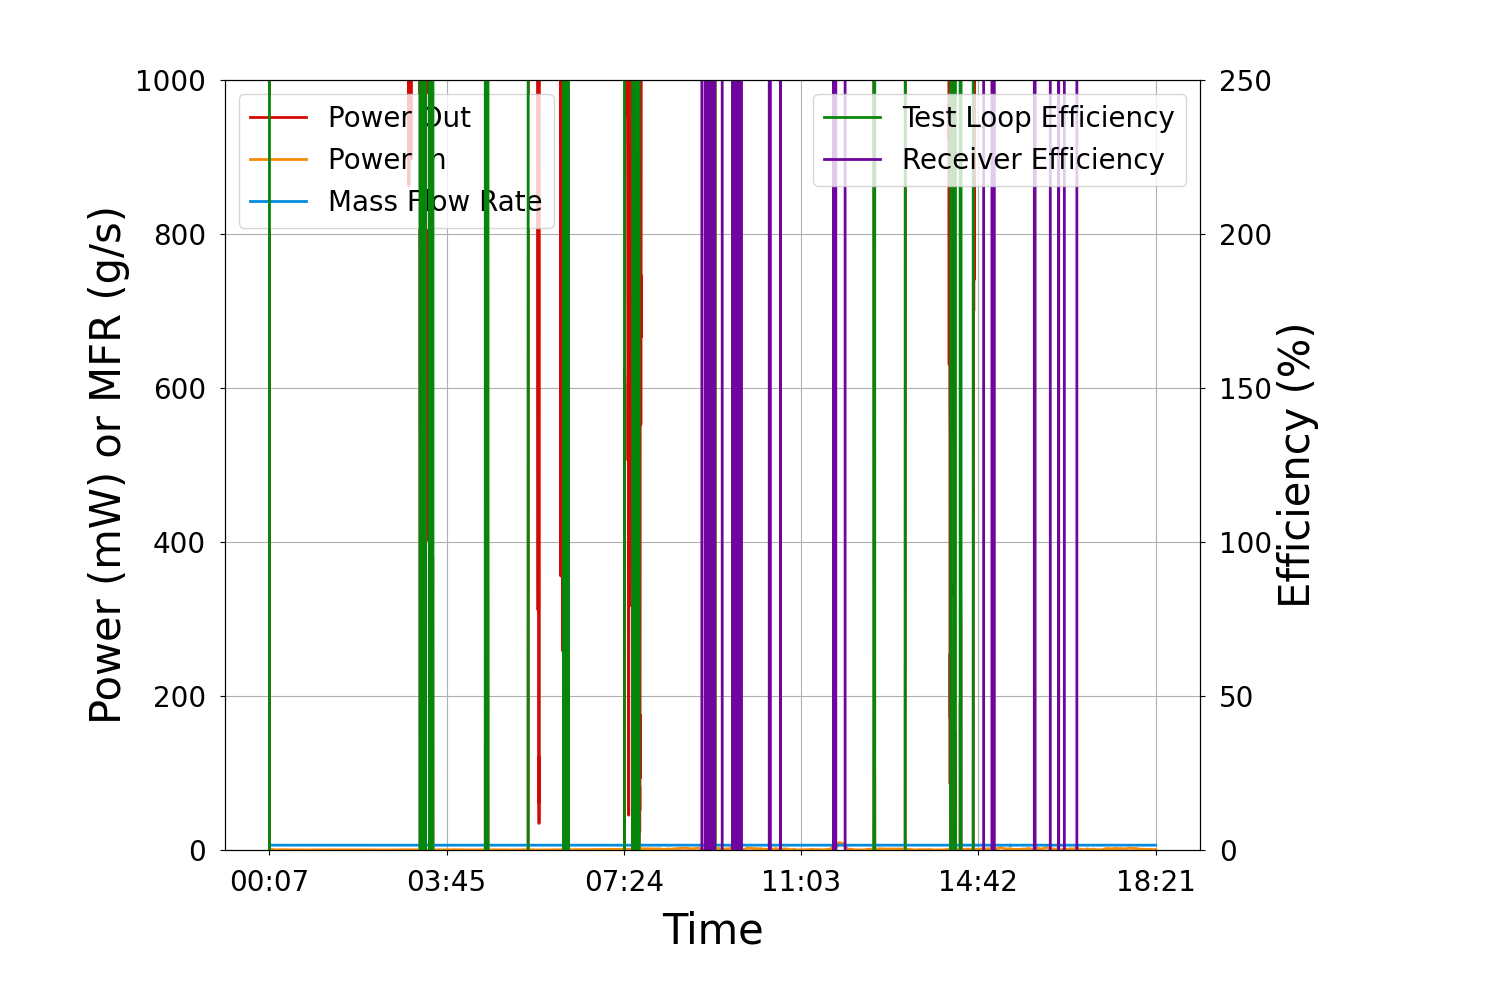 1000
800
600
400
200
0
Power (mW) or MFR (g/s)
Power Out
Power In
Mass Flow Rate
Test Loop Efficiency
Receiver Efficiency
250
200
150
100
50
0
Efficiency (%)
00:07 03:45 07:24 11:03 14:42 18:21
Time